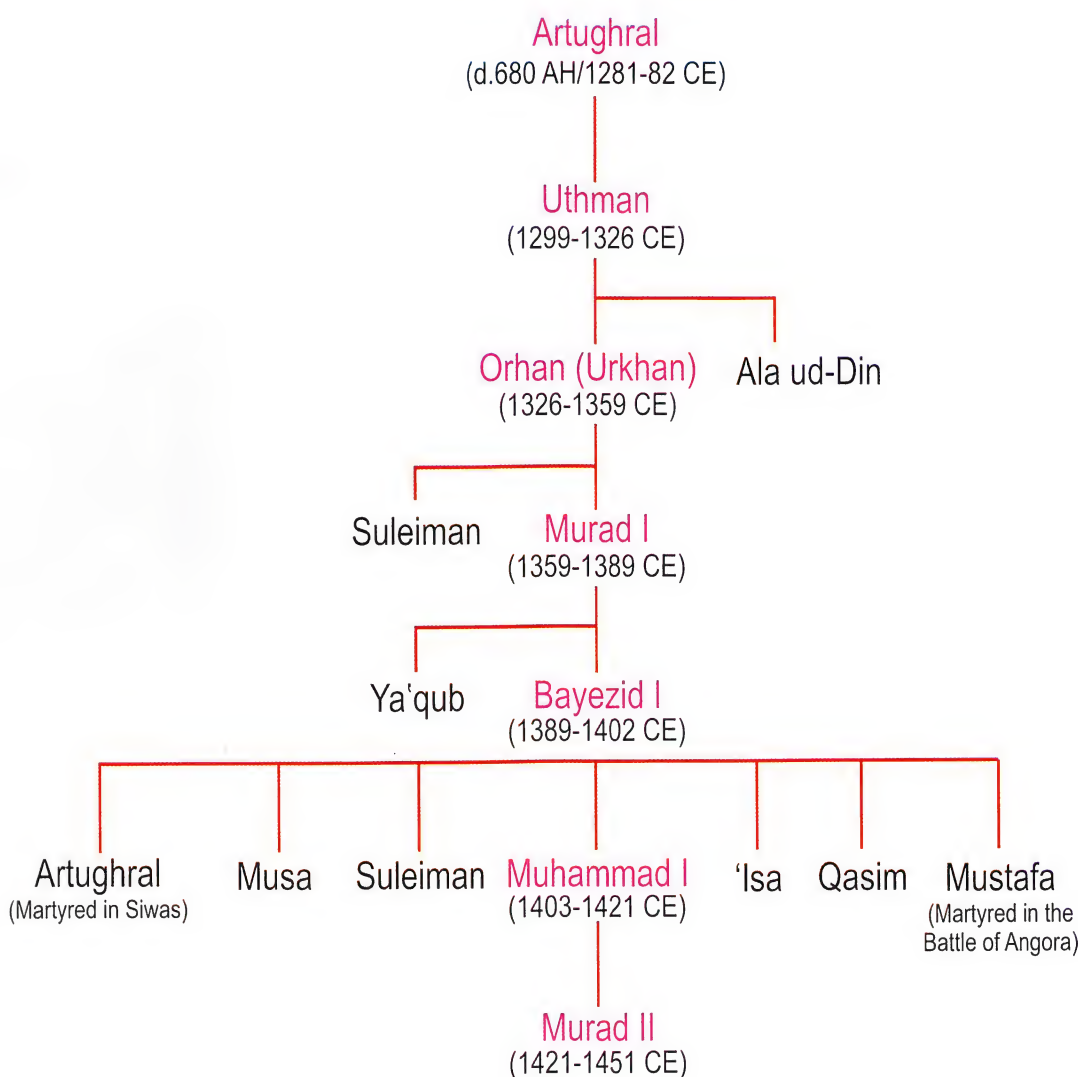 Artughral
(d.680 AH/1281-82 CE)
Uthman
(1299-1326 CE)
Orhan (Urkhan)
(1326-1359 CE)
Ala ud-Din
Suleiman
Murad I
(1359-1389 CE)
Ya'qub
Bayezid I
(1389-1402 CE)
Artughral
(Martyred in Siwas)
Musa
Suleiman
Muhammad I
(1403-1421 CE)
'Isa
Qasim
Mustafa
(Martyred in the
Battle of Angora)
Murad II
(1421-1451 CE)